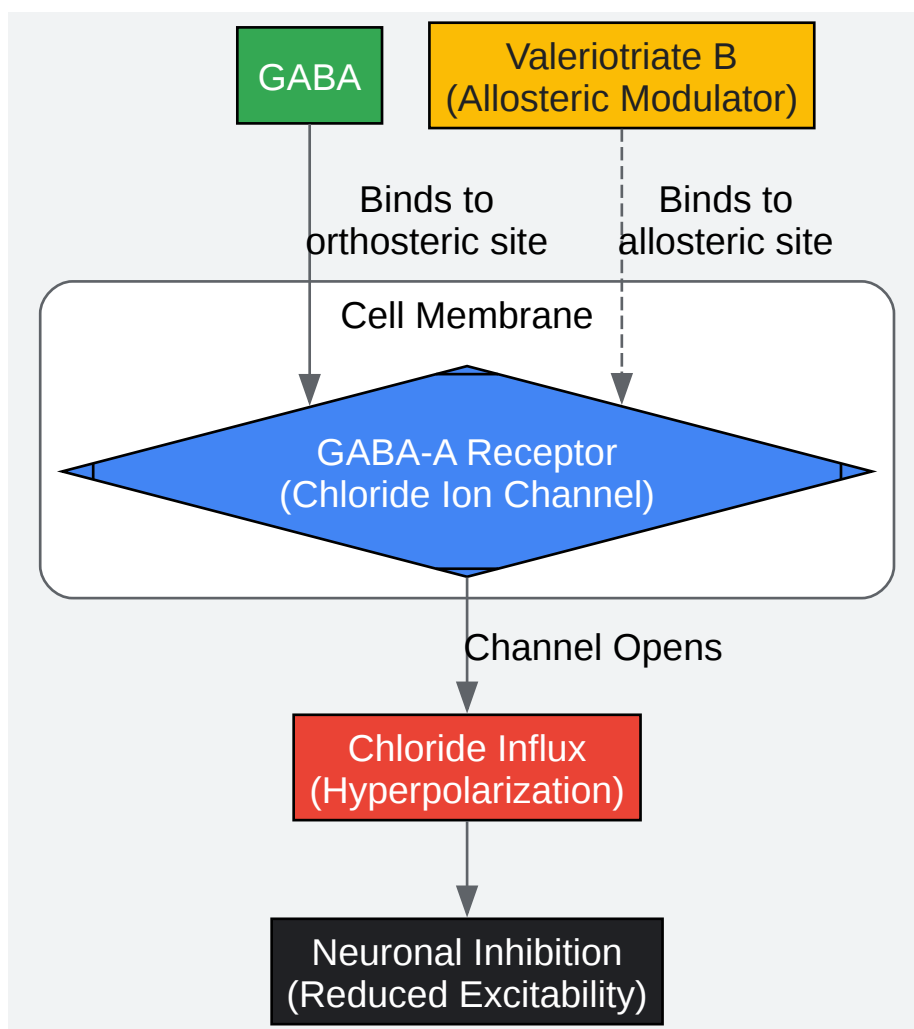 GABA
Valeriotriate B
(Allosteric Modulator)
Binds to
orthosteric site
Binds to
allosteric site
Cell Membrane
GABA-A Receptor
(Chloride Ion Channel)
Channel Opens
Chloride Influx
(Hyperpolarization)
Neuronal Inhibition
(Reduced Excitability)